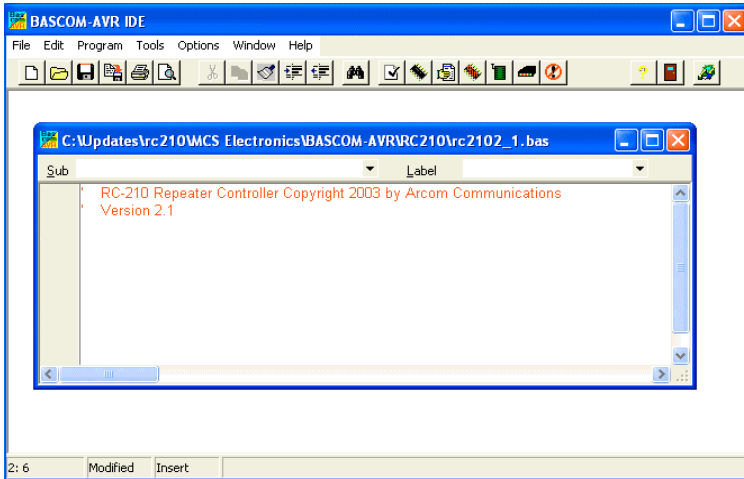 BASCOM-AVR IDE
File Edit Program Tools Options Window Help
C:\Updates\rc210\MCS Electronics\BASCOM-AVR\RC210\rc2102_1.bas
Sub Label
' RC-210 Repeater Controller Copyright 2003 by Arcom Communications
' Version 2.1
2: 6 Modified Insert